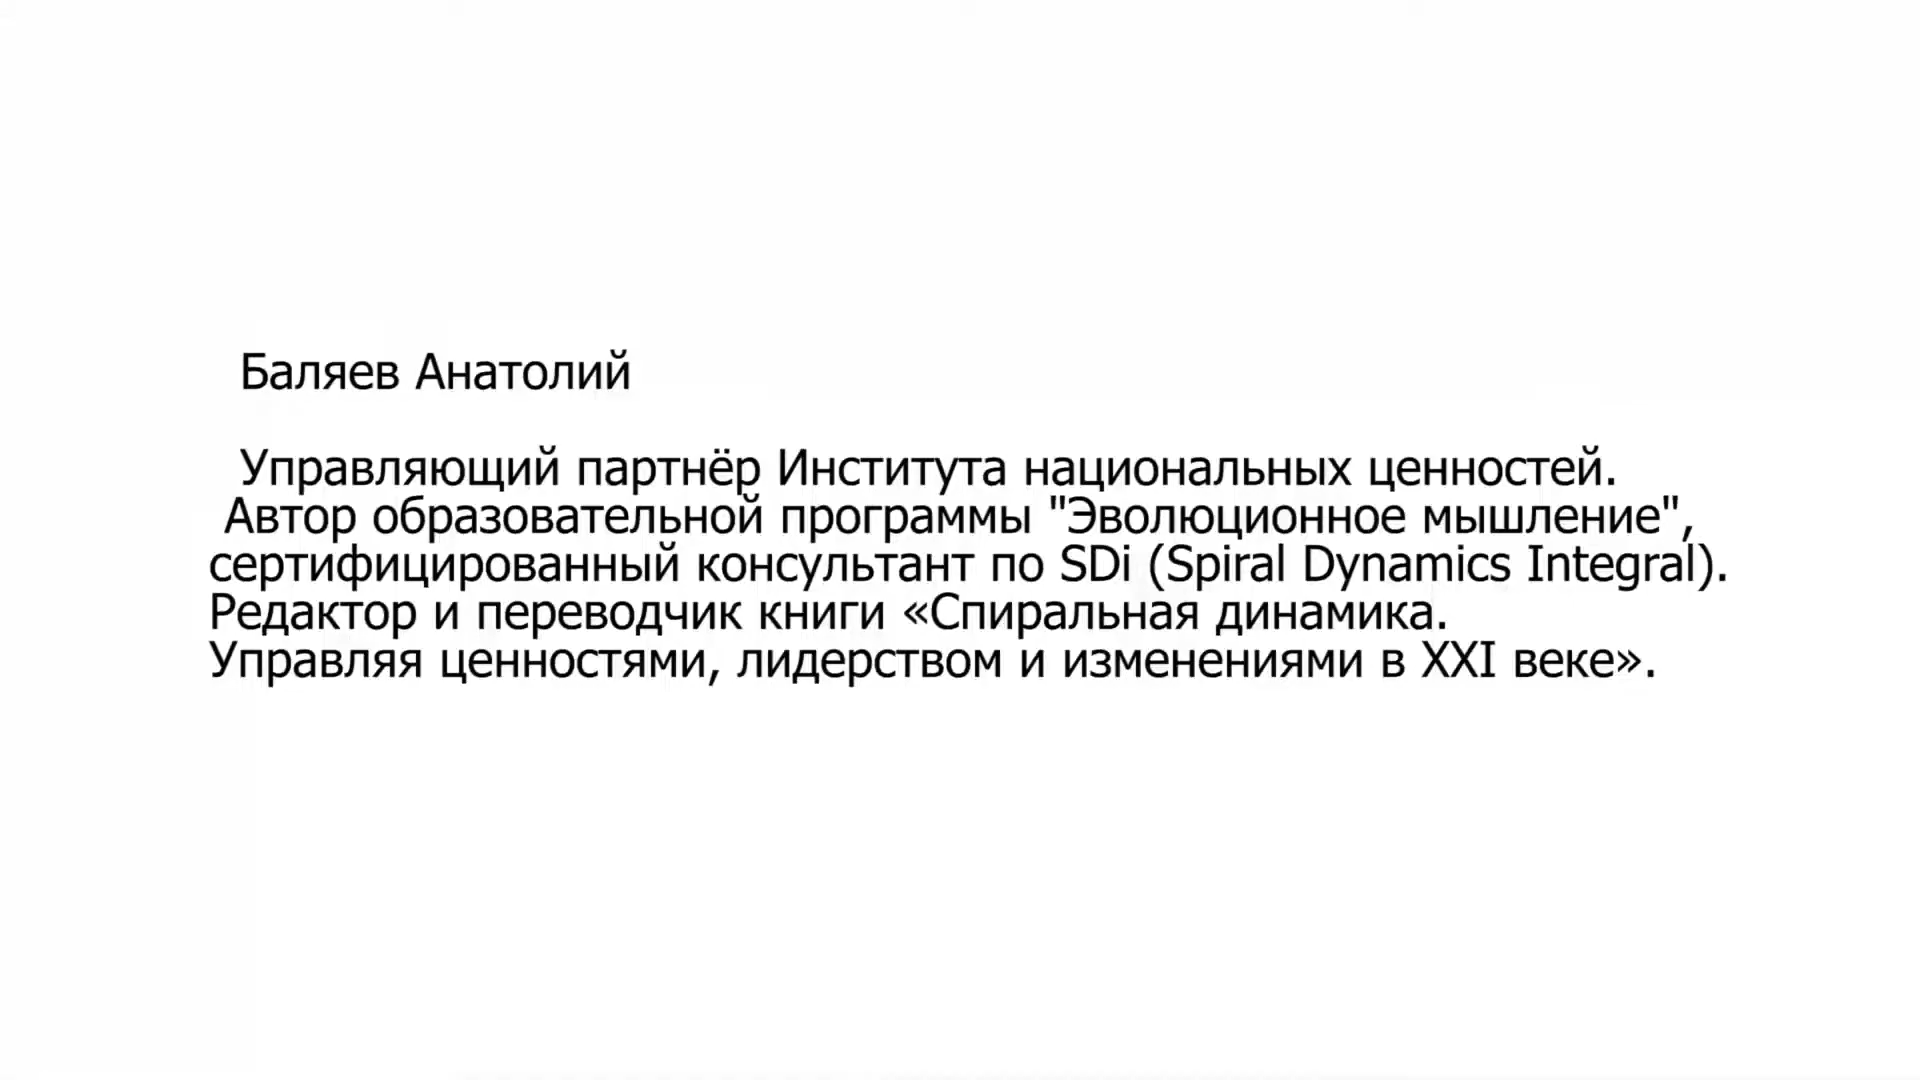 Баляев Анатолий
Управляющий партнёр Института национальных ценностей.
Автор образовательной программы "Эволюционное мышление",
сертифицированный консультант по SDi (Spiral Dynamics Integral).
Редактор и переводчик книги «Спиральная динамика.
Управляя ценностями, лидерством и изменениями в XXI веке».